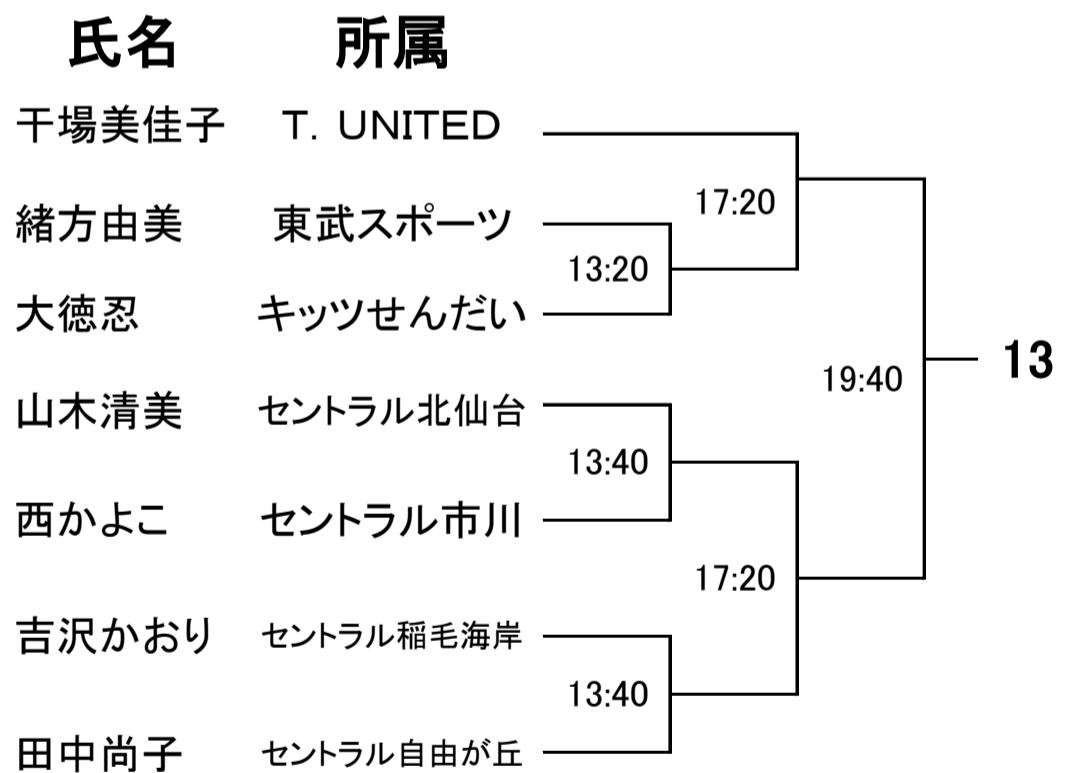 氏名 所属
干場美佳子 T. UNITED
17:20
緒方由美 東武スポーツ
13:20
大徳忍 キッツせんだい
13
19:40
山木清美 セントラル北仙台
13:40
西かよこ セントラル市川
17:20
吉沢かおり セントラル稲毛海岸
13:40
田中尚子 セントラル自由が丘